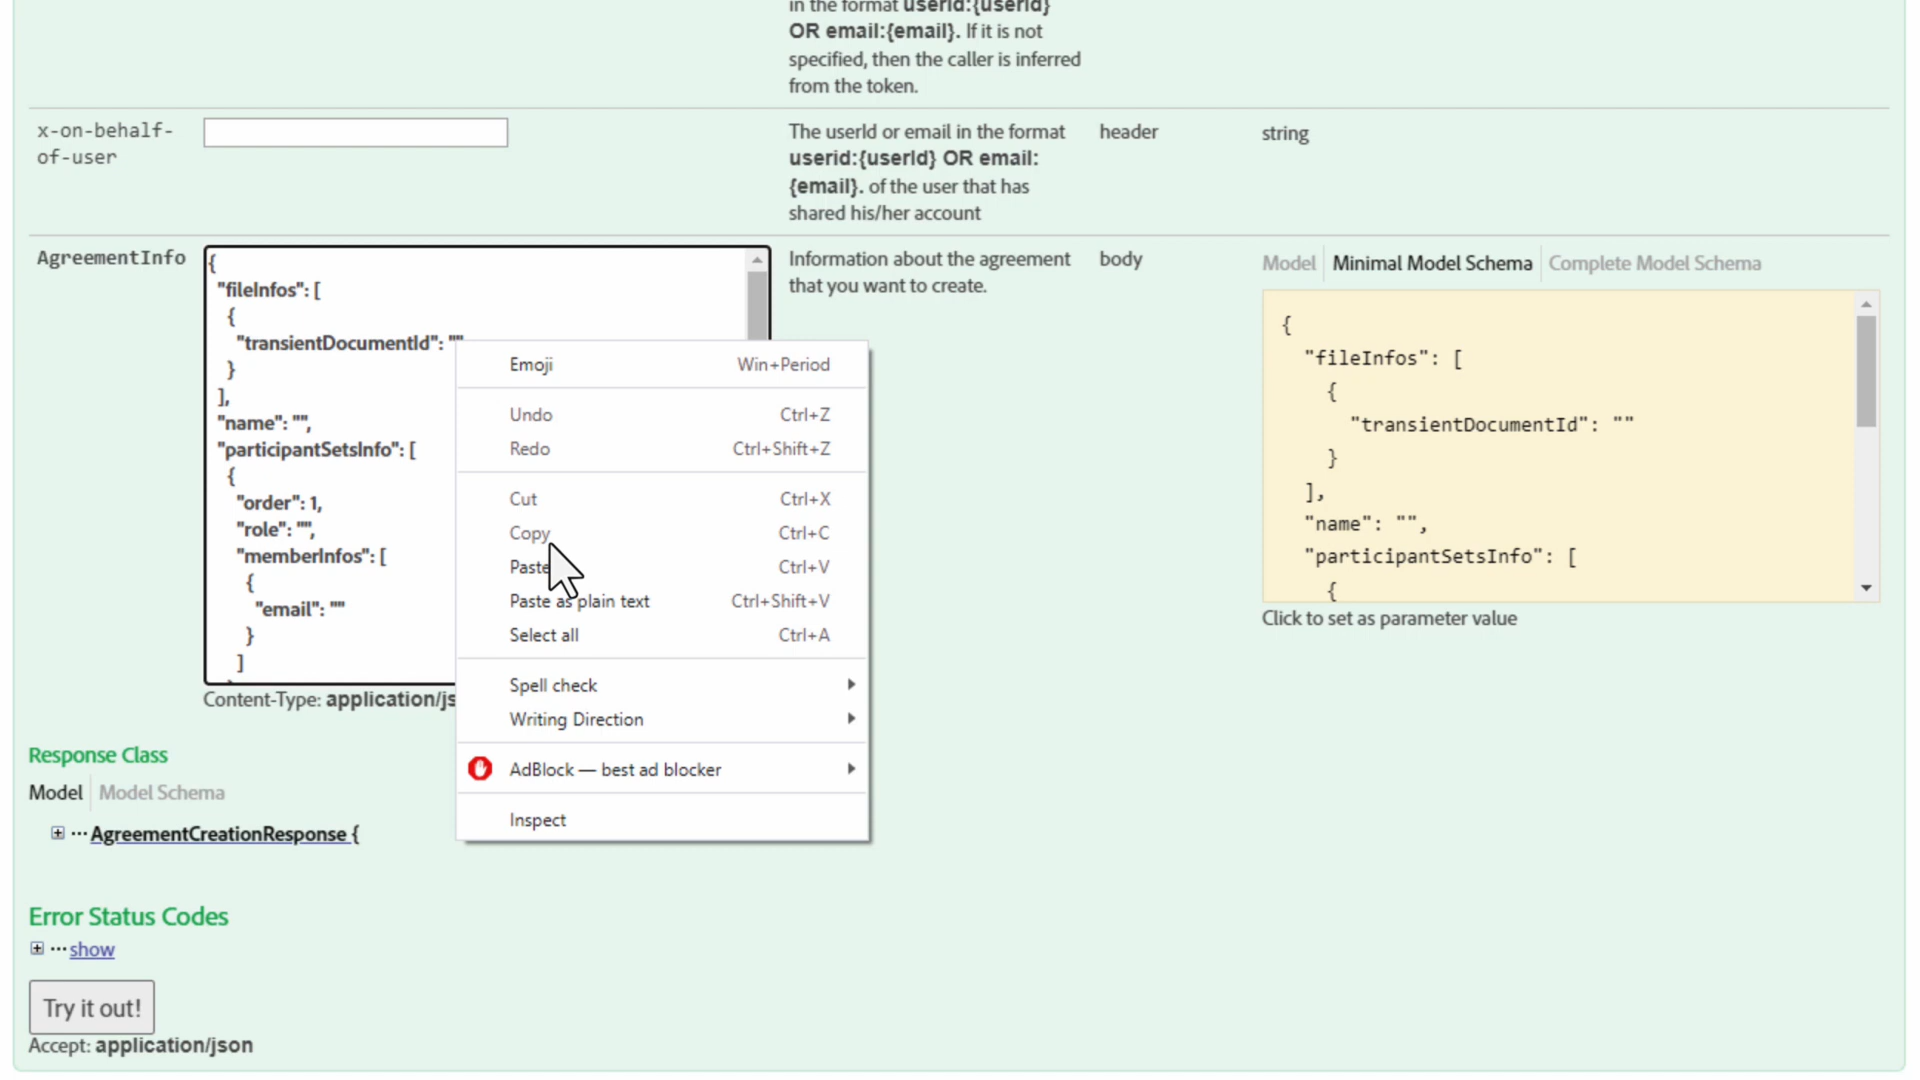 in the format userid:{userId}
OR email:{email}. If it is not
specified, then the caller is inferred
from the token.
x-on-behalf-
of-user
The userId or email in the format
userid:{userId} OR email:
{email}. of the user that has
shared his/her account
header
string
AgreementInfo
{
"fileInfos": [
{
"transientDocumentId": ""
}
],
"name": "",
"participantSetsInfo": [
{
"order": 1,
"role": "",
"memberInfos": [
{
"email": ""
}
]
Content-Type: application/js
Emoji Win+Period
Undo Ctrl+Z
Redo Ctrl+Shift+Z
Cut Ctrl+X
Copy Ctrl+C
Paste Ctrl+V
Paste as plain text Ctrl+Shift+V
Select all Ctrl+A
Spell check
Writing Direction
AdBlock — best ad blocker
Inspect
Information about the agreement
that you want to create.
body
Model Minimal Model Schema Complete Model Schema
{
"fileInfos": [
{
"transientDocumentId": ""
}
],
"name": "",
"participantSetsInfo": [
{
Click to set as parameter value
Response Class
Model Model Schema
AgreementCreationResponse {
Error Status Codes
show
Try it out!
Accept: application/json